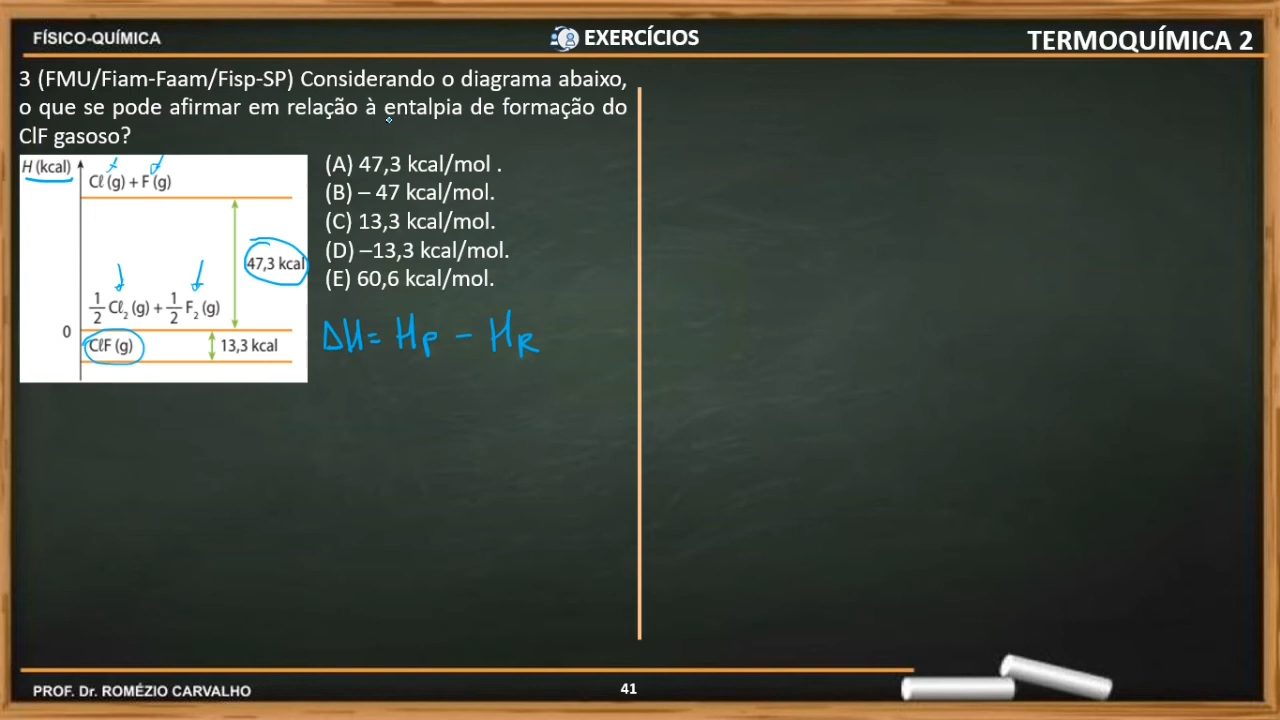 FÍSICO-QUÍMICA
EXERCÍCIOS
TERMOQUÍMICA 2
3 (FMU/Fiam-Faam/Fisp-SP) Considerando o diagrama abaixo,
o que se pode afirmar em relação à entalpia de formação do
ClF gasoso?
H (kcal)
Cℓ (g) + F (g)
47,3 kcal
1/2 Cℓ₂ (g) + 1/2 F₂ (g)
0
CℓF (g)
13,3 kcal
(A) 47,3 kcal/mol .
(B) – 47 kcal/mol.
(C) 13,3 kcal/mol.
(D) –13,3 kcal/mol.
(E) 60,6 kcal/mol.
ΔH = HP – HR
PROF. Dr. ROMÉZIO CARVALHO
41